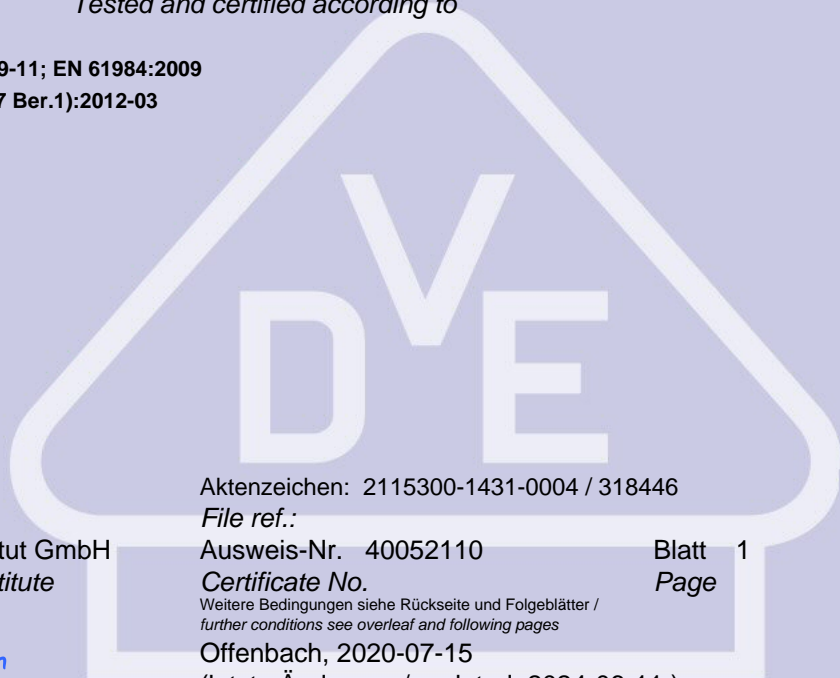 Tested and certified according to
9-11; EN 61984:2009
7 Ber.1):2012-03
VDE
Aktenzeichen: 2115300-1431-0004 / 318446
File ref.:
tut GmbH Ausweis-Nr. 40052110 Blatt 1
titute Certificate No. Page
Weitere Bedingungen siehe Rückseite und Folgeblätter /
further conditions see overleaf and following pages
Offenbach, 2020-07-15